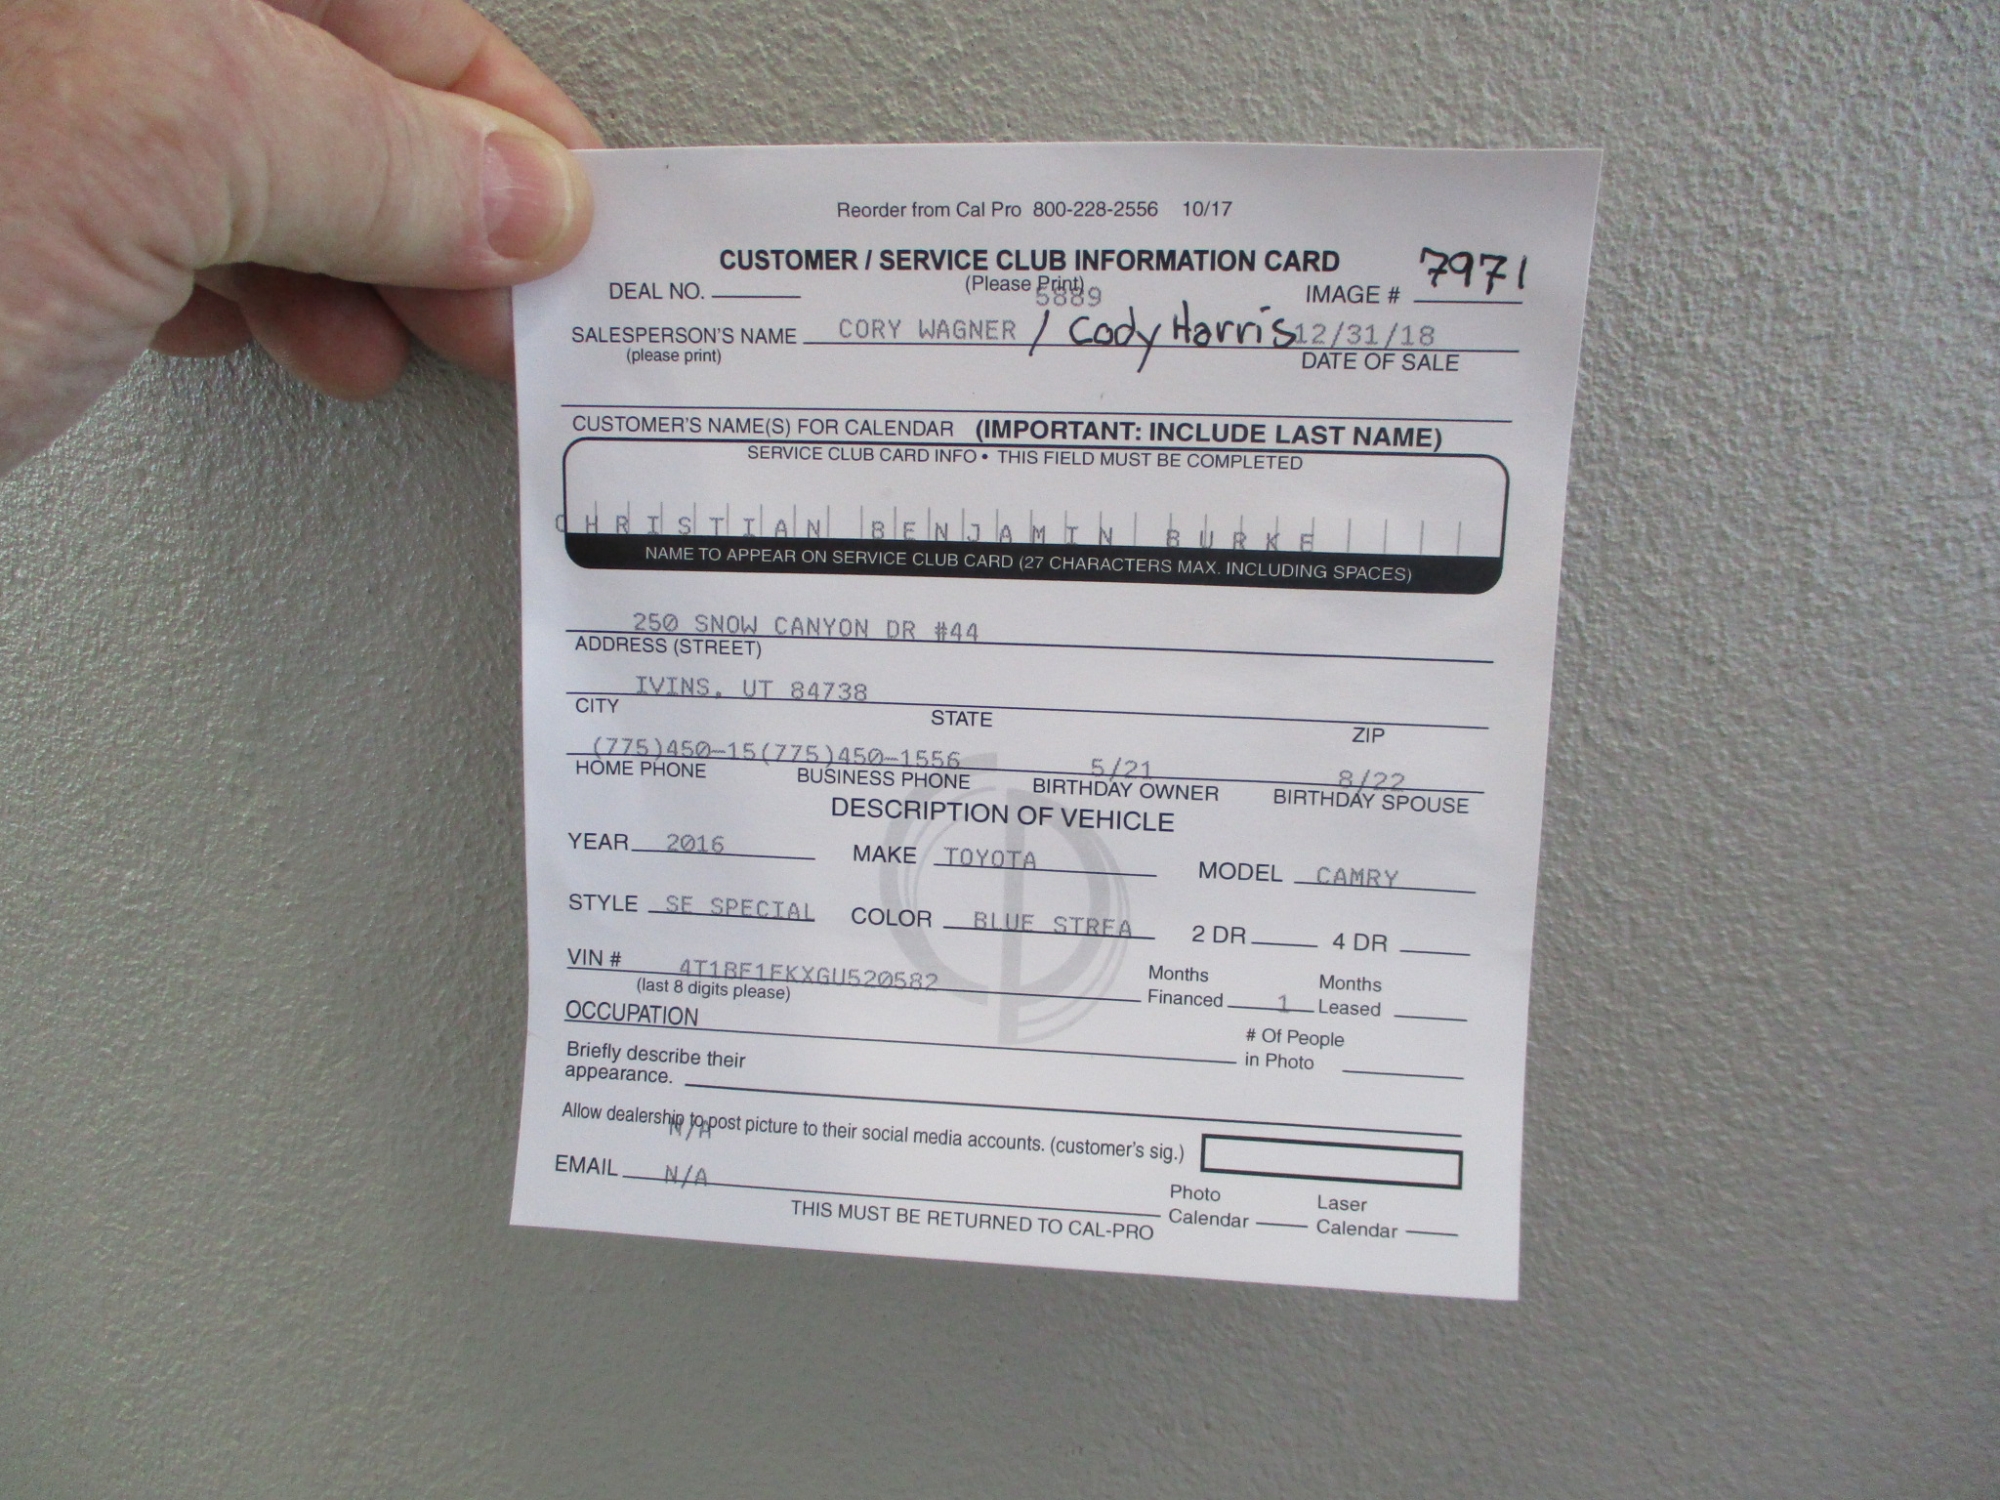 Reorder from Cal Pro 800-228-2556 10/17
CUSTOMER / SERVICE CLUB INFORMATION CARD 7971
DEAL NO. (Please Print) IMAGE #
5889
SALESPERSON'S NAME CORY WAGNER / Cody Harris 12/31/18
(please print) DATE OF SALE
CUSTOMER'S NAME(S) FOR CALENDAR (IMPORTANT: INCLUDE LAST NAME)
SERVICE CLUB CARD INFO • THIS FIELD MUST BE COMPLETED
CHRISTIAN BENJAMIN BURKE
NAME TO APPEAR ON SERVICE CLUB CARD (27 CHARACTERS MAX. INCLUDING SPACES)
250 SNOW CANYON DR #44
ADDRESS (STREET)
IVINS, UT 84738
CITY STATE ZIP
(775)450-15(775)450-1556 5/21 8/22
HOME PHONE BUSINESS PHONE BIRTHDAY OWNER BIRTHDAY SPOUSE
DESCRIPTION OF VEHICLE
YEAR 2016 MAKE TOYOTA MODEL CAMRY
STYLE SE SPECIAL COLOR BLUE STREA 2 DR 4 DR
VIN # 4T1BF1FKXGU520582 Months Financed 1 Months Leased
(last 8 digits please)
OCCUPATION # Of People in Photo
Briefly describe their
appearance.
Allow dealership to post picture to their social media accounts. (customer's sig.)
N/A
EMAIL N/A Photo Calendar Laser Calendar
THIS MUST BE RETURNED TO CAL-PRO